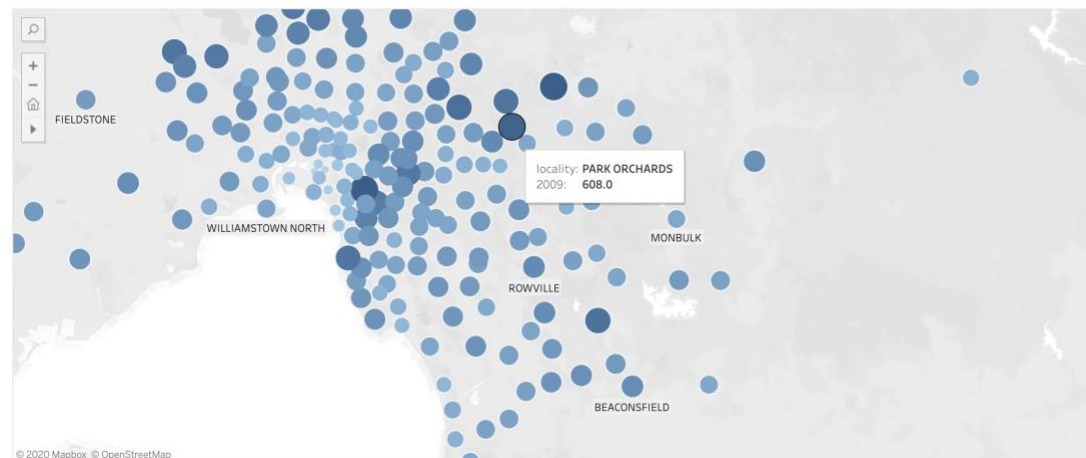 FIELDSTONE
locality: PARK ORCHARDS
2009: 608.0
WILLIAMSTOWN NORTH
MONBULK
ROWVILLE
BEACONSFIELD
© 2020 Mapbox © OpenStreetMap